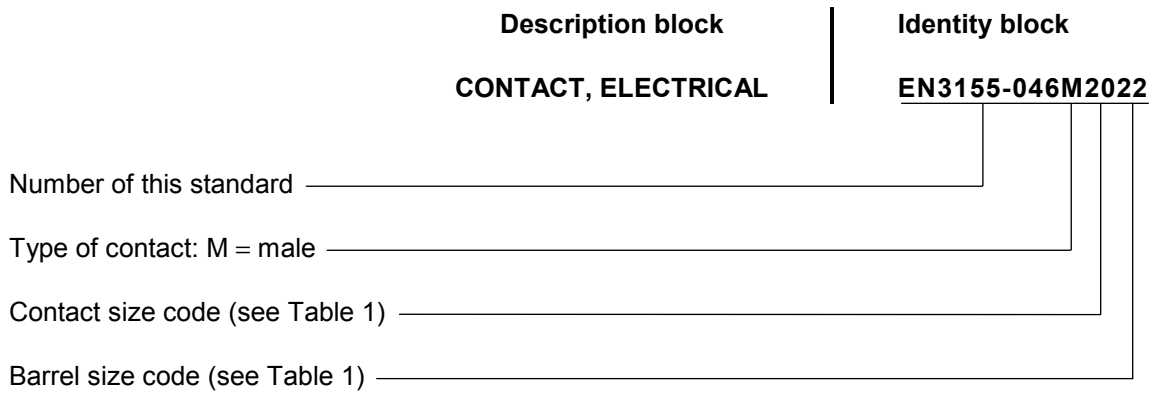 Description block Identity block
CONTACT, ELECTRICAL EN3155-046M2022
Number of this standard
Type of contact: M = male
Contact size code (see Table 1)
Barrel size code (see Table 1)